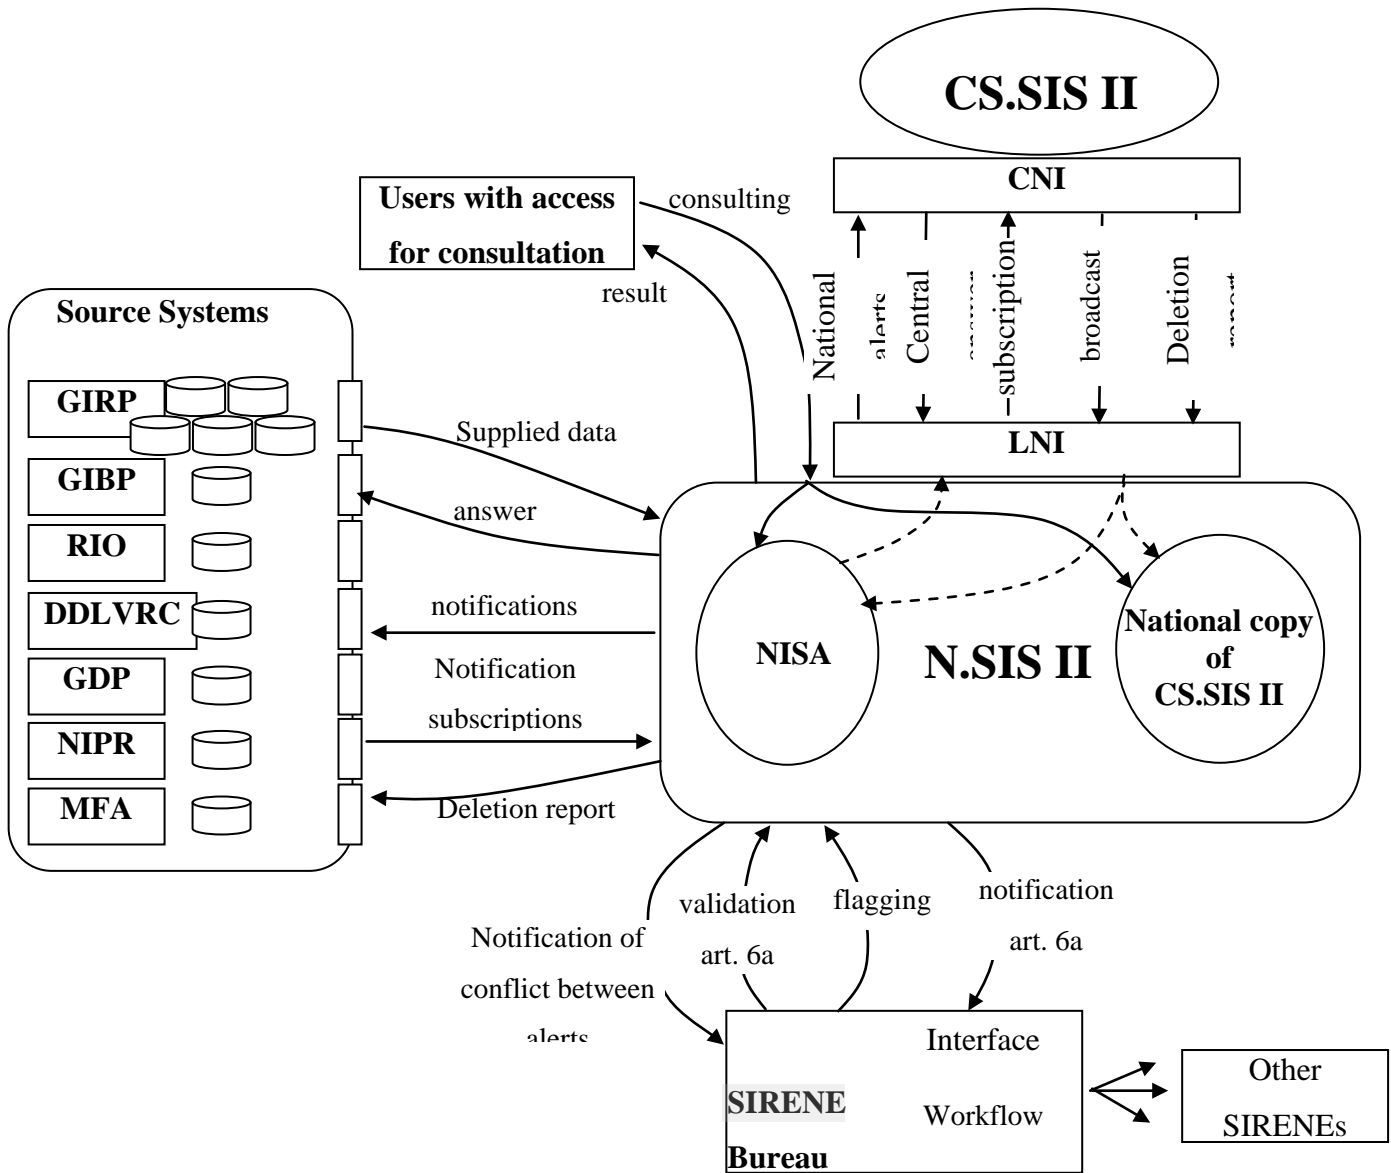 CS.SIS II
CNI
Users with access
for consultation
consulting
result
National
alerts
Central
subscription
broadcast
Deletion
report
LNI
Source Systems
GIRP
GIBP
RIO
DDLVRC
GDP
NIPR
MFA
Supplied data
answer
notifications
Notification
subscriptions
Deletion report
NISA
N.SIS II
National copy
of
CS.SIS II
Notification of
conflict between
alerts
validation
art. 6a
flagging
notification
art. 6a
Interface
Workflow
SIRENE
Bureau
Other
SIRENEs